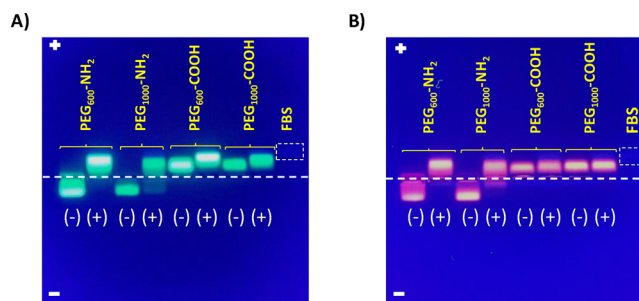 A)
+
PEG₆₀₀-NH₂
PEG₁₀₀₀-NH₂
PEG₆₀₀-COOH
PEG₁₀₀₀-COOH
FBS
(-) (+) (-) (+) (-) (+) (-) (+)
-
B)
+
PEG₆₀₀-NH₂
PEG₁₀₀₀-NH₂
PEG₆₀₀-COOH
PEG₁₀₀₀-COOH
FBS
(-) (+) (-) (+) (-) (+) (-) (+)
-